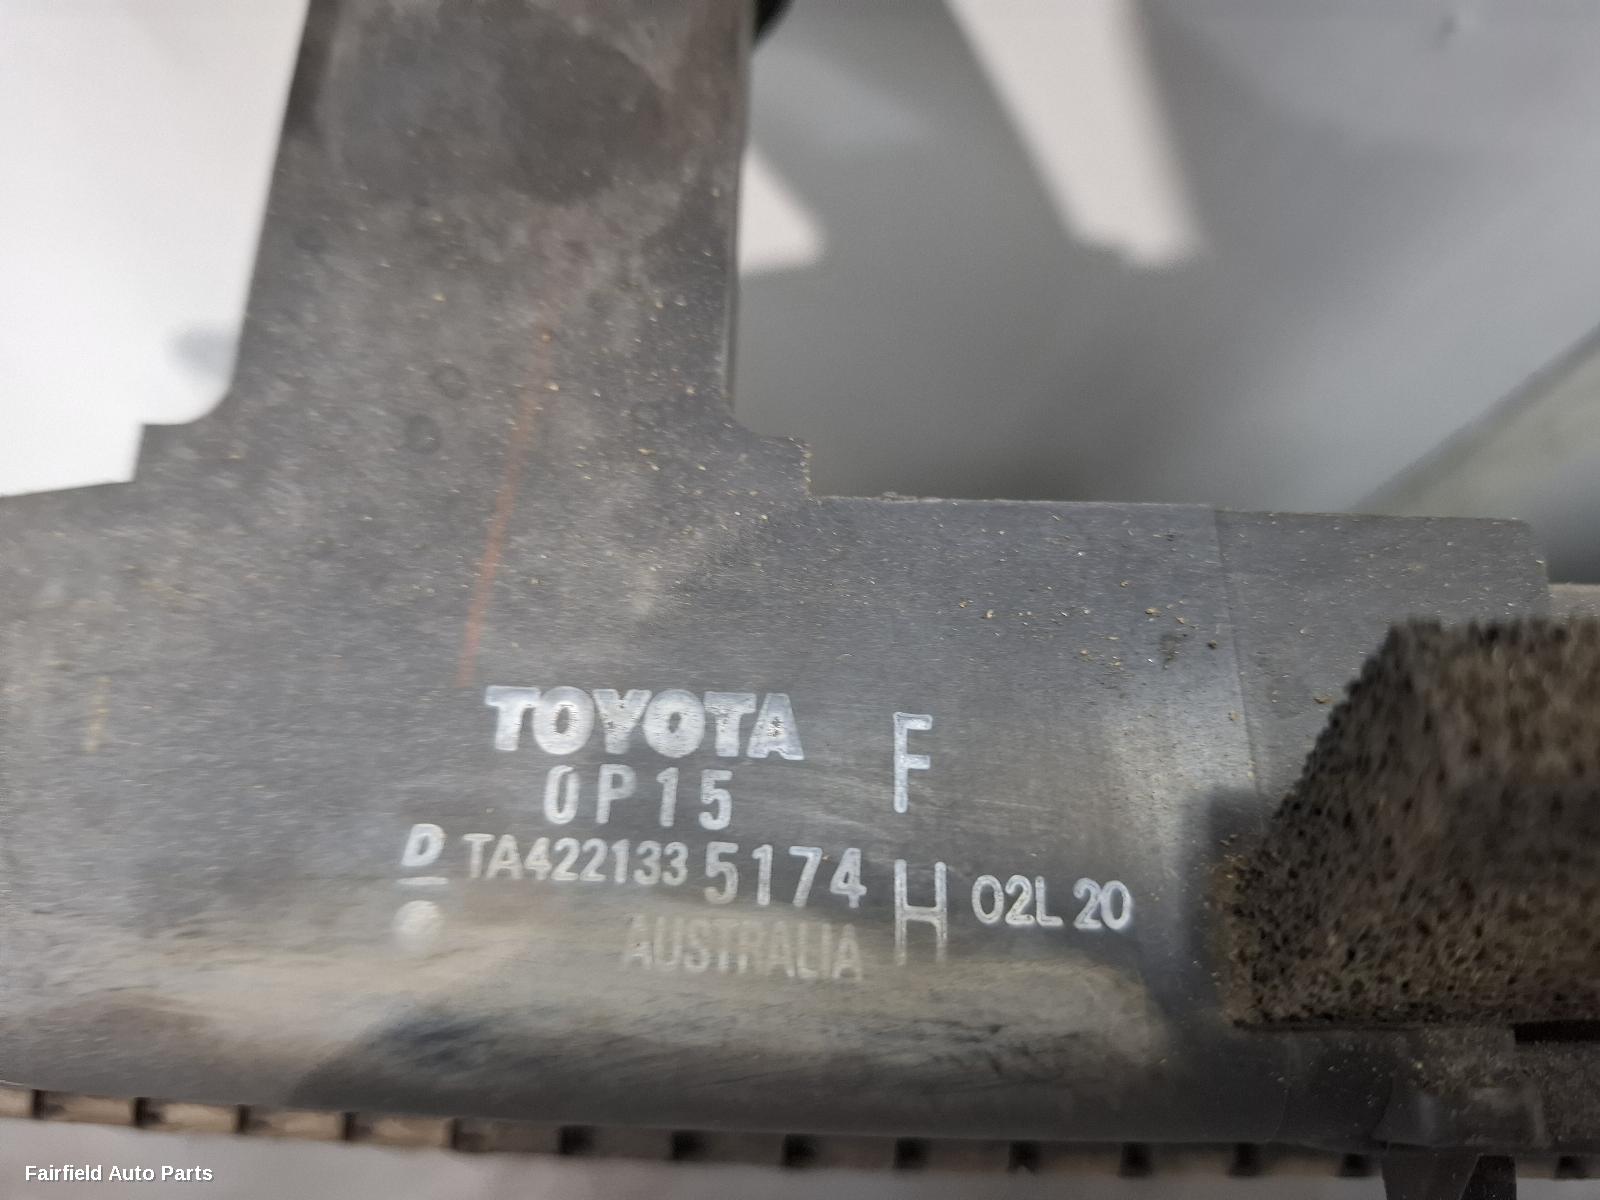 TOYOTA F
0P15
D TA422133 5174 H 02L 20
AUSTRALIA
Fairfield Auto Parts